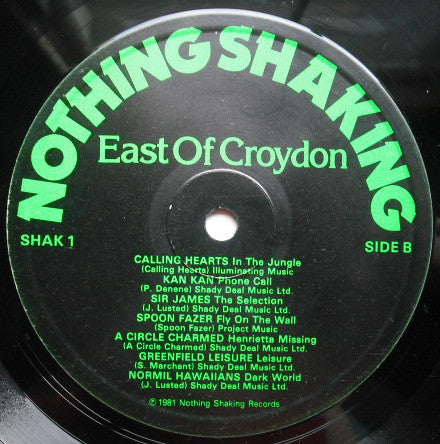 NOTHING SHAKING
East Of Croydon
SHAK 1
SIDE B
CALLING HEARTS In The Jungle
(Calling Hearts) Illuminating Music
KAN KAN Phone Call
(P. Denene) Shady Deal Music Ltd.
SIR JAMES The Selection
(J. Lusted) Shady Deal Music Ltd.
SPOON FAZER Fly On The Wall
(Spoon Fazer) Project Music
A CIRCLE CHARMED Henriette Missing
(A Circle Charmed) Shady Deal Music Ltd.
GREENFIELD LEISURE Leisure
(S. Merchant) Shady Deal Music Ltd.
NORMIL HAWAIIANS Dark World
(J. Lusted) Shady Deal Music Ltd.
℗ 1981 Nothing Shaking Records